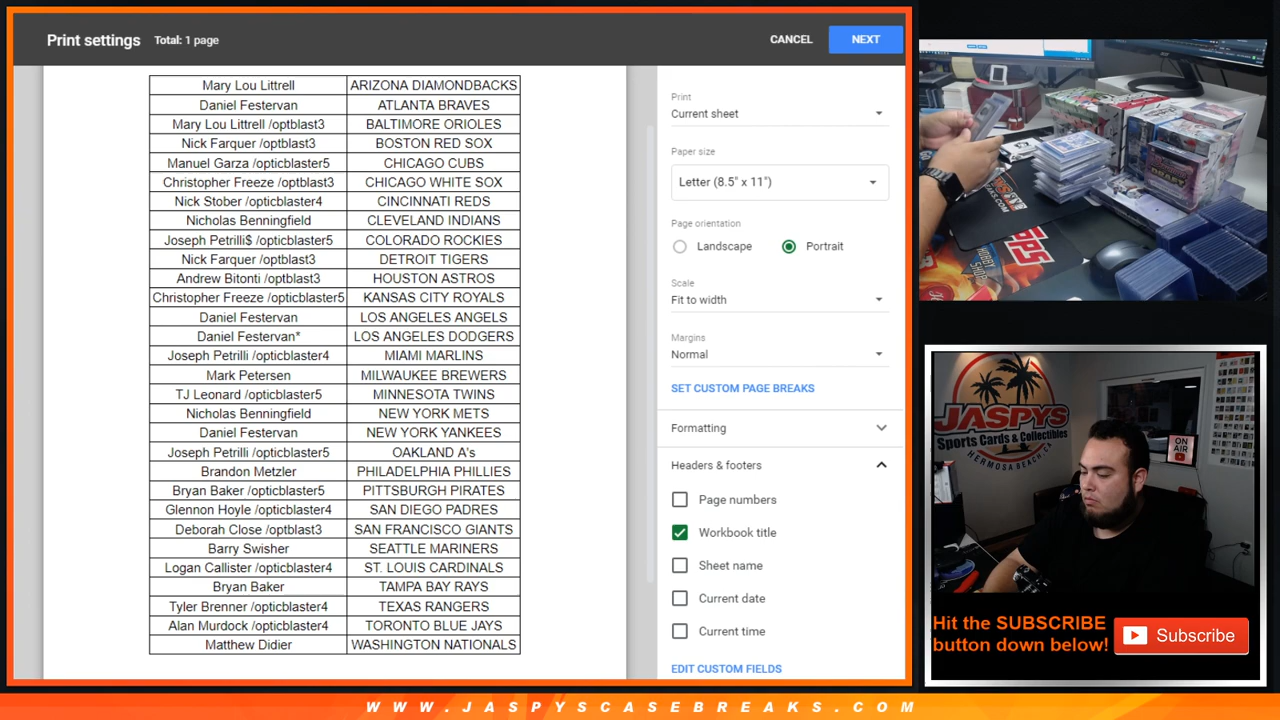 Print settings
Total: 1 page
CANCEL
NEXT
Mary Lou Littrell ARIZONA DIAMONDBACKS
Daniel Festervan ATLANTA BRAVES
Mary Lou Littrell /optblast3 BALTIMORE ORIOLES
Nick Farquer /optblast3 BOSTON RED SOX
Manuel Garza /opticblaster5 CHICAGO CUBS
Christopher Freeze /optblast3 CHICAGO WHITE SOX
Nick Stober /opticblaster4 CINCINNATI REDS
Nicholas Benningfield CLEVELAND INDIANS
Joseph Petrilli$ /opticblaster5 COLORADO ROCKIES
Nick Farquer /optblast3 DETROIT TIGERS
Andrew Bitonti /optblast3 HOUSTON ASTROS
Christopher Freeze /opticblaster5 KANSAS CITY ROYALS
Daniel Festervan LOS ANGELES ANGELS
Daniel Festervan* LOS ANGELES DODGERS
Joseph Petrilli /opticblaster4 MIAMI MARLINS
Mark Petersen MILWAUKEE BREWERS
TJ Leonard /opticblaster5 MINNESOTA TWINS
Nicholas Benningfield NEW YORK METS
Daniel Festervan NEW YORK YANKEES
Joseph Petrilli /opticblaster5 OAKLAND A's
Brandon Metzler PHILADELPHIA PHILLIES
Bryan Baker /opticblaster5 PITTSBURGH PIRATES
Glennon Hoyle /opticblaster4 SAN DIEGO PADRES
Deborah Close /optblast3 SAN FRANCISCO GIANTS
Barry Swisher SEATTLE MARINERS
Logan Callister /opticblaster4 ST. LOUIS CARDINALS
Bryan Baker TAMPA BAY RAYS
Tyler Brenner /opticblaster4 TEXAS RANGERS
Alan Murdock /opticblaster4 TORONTO BLUE JAYS
Matthew Didier WASHINGTON NATIONALS
Print
Current sheet
Paper size
Letter (8.5" x 11")
Page orientation
Landscape
Portrait
Scale
Fit to width
Margins
Normal
SET CUSTOM PAGE BREAKS
Formatting
Headers & footers
Page numbers
Workbook title
Sheet name
Current date
Current time
EDIT CUSTOM FIELDS
DRAFT
HOBBY
SHOP
JASPYS
Sports Cards & Collectibles
HERMOSA BEACH, CA
ON
AIR
Hit the SUBSCRIBE
button down below!
Subscribe
WWW.JASPYSCASEBREAKS.COM